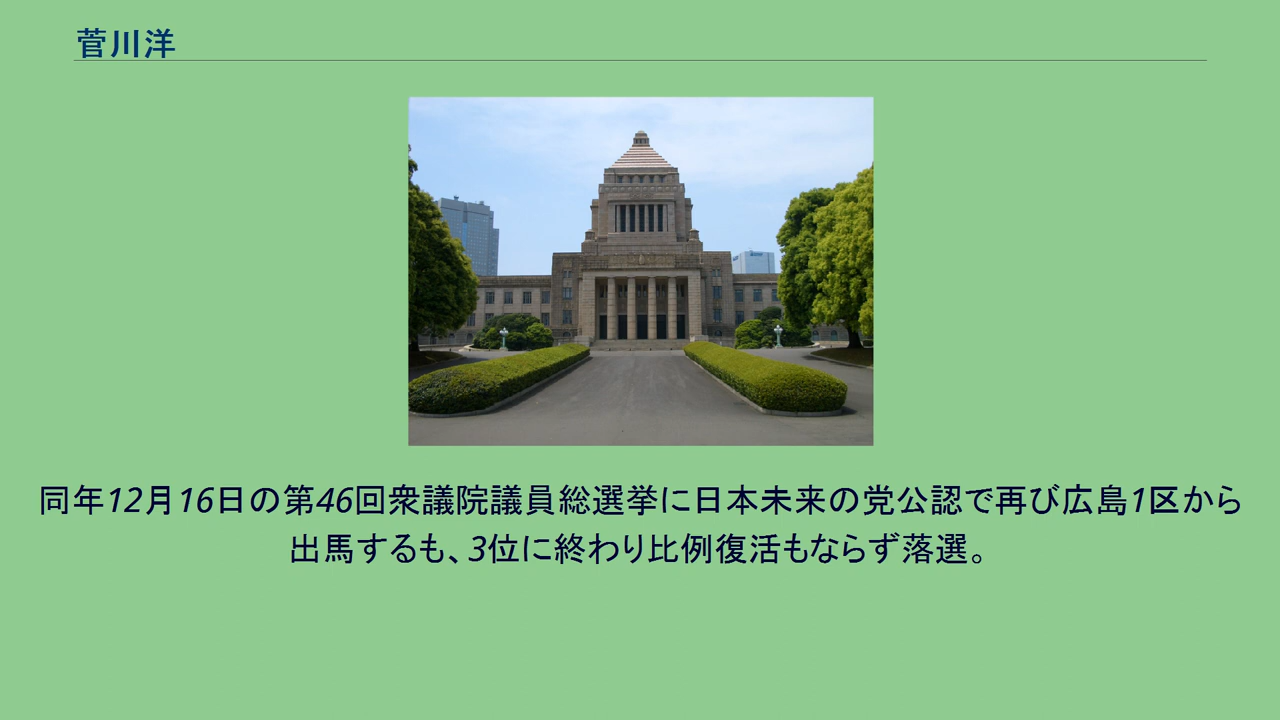 菅川洋
同年12月16日の第46回衆議院議員総選挙に日本未来の党公認で再び広島1区から
出馬するも、3位に終わり比例復活もならず落選。